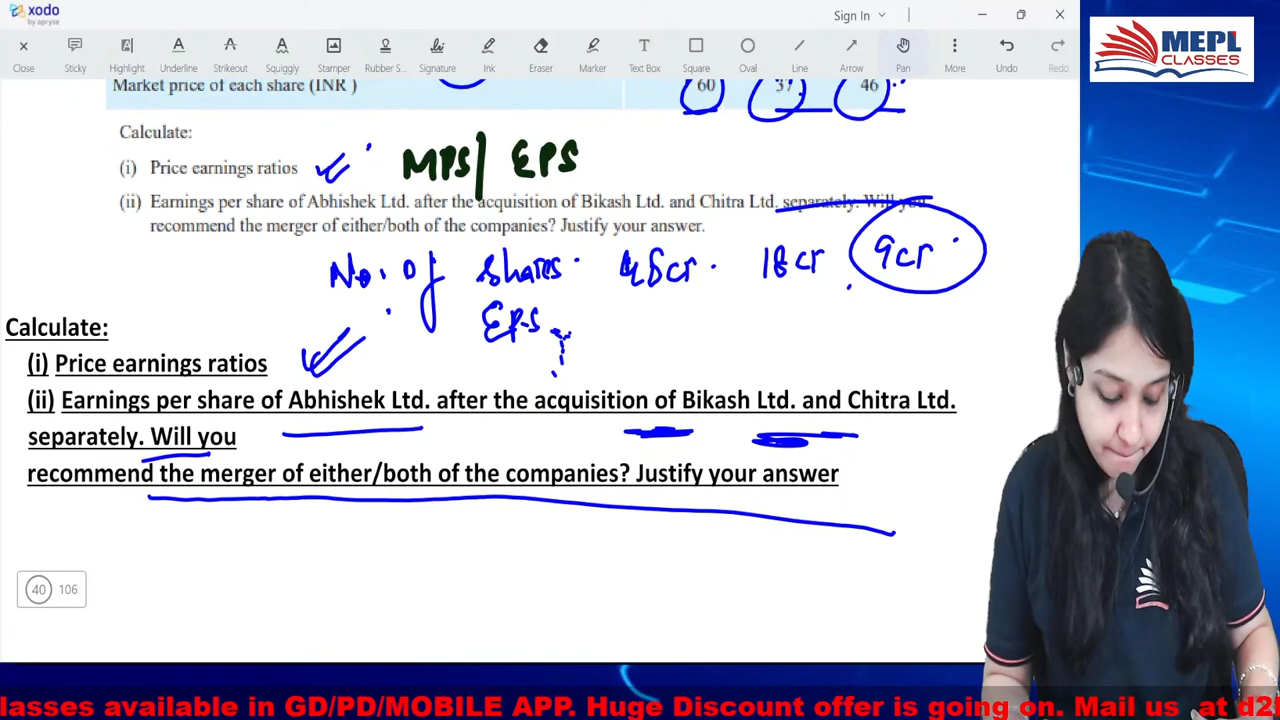 xodo
by apryse
Sign In
MEPL
CLASSES
Close Sticky Highlight Underline Strikeout Squiggly Stamper Rubber Signature Ink Eraser Marker Text Box Square Oval Line Arrow Pan More Undo Redo
Market price of each share (INR ) 60 37 46
Calculate:
(i) Price earnings ratios
MPS/ EPS
(ii) Earnings per share of Abhishek Ltd. after the acquisition of Bikash Ltd. and Chitra Ltd. separately. Will you
recommend the merger of either/both of the companies? Justify your answer.
No. of shares 18 cr 9cr
EPS
Calculate:
(i) Price earnings ratios
(ii) Earnings per share of Abhishek Ltd. after the acquisition of Bikash Ltd. and Chitra Ltd.
separately. Will you
recommend the merger of either/both of the companies? Justify your answer
40 106
lasses available in GD/PD/MOBILE APP. Huge Discount offer is going on. Mail us at d2